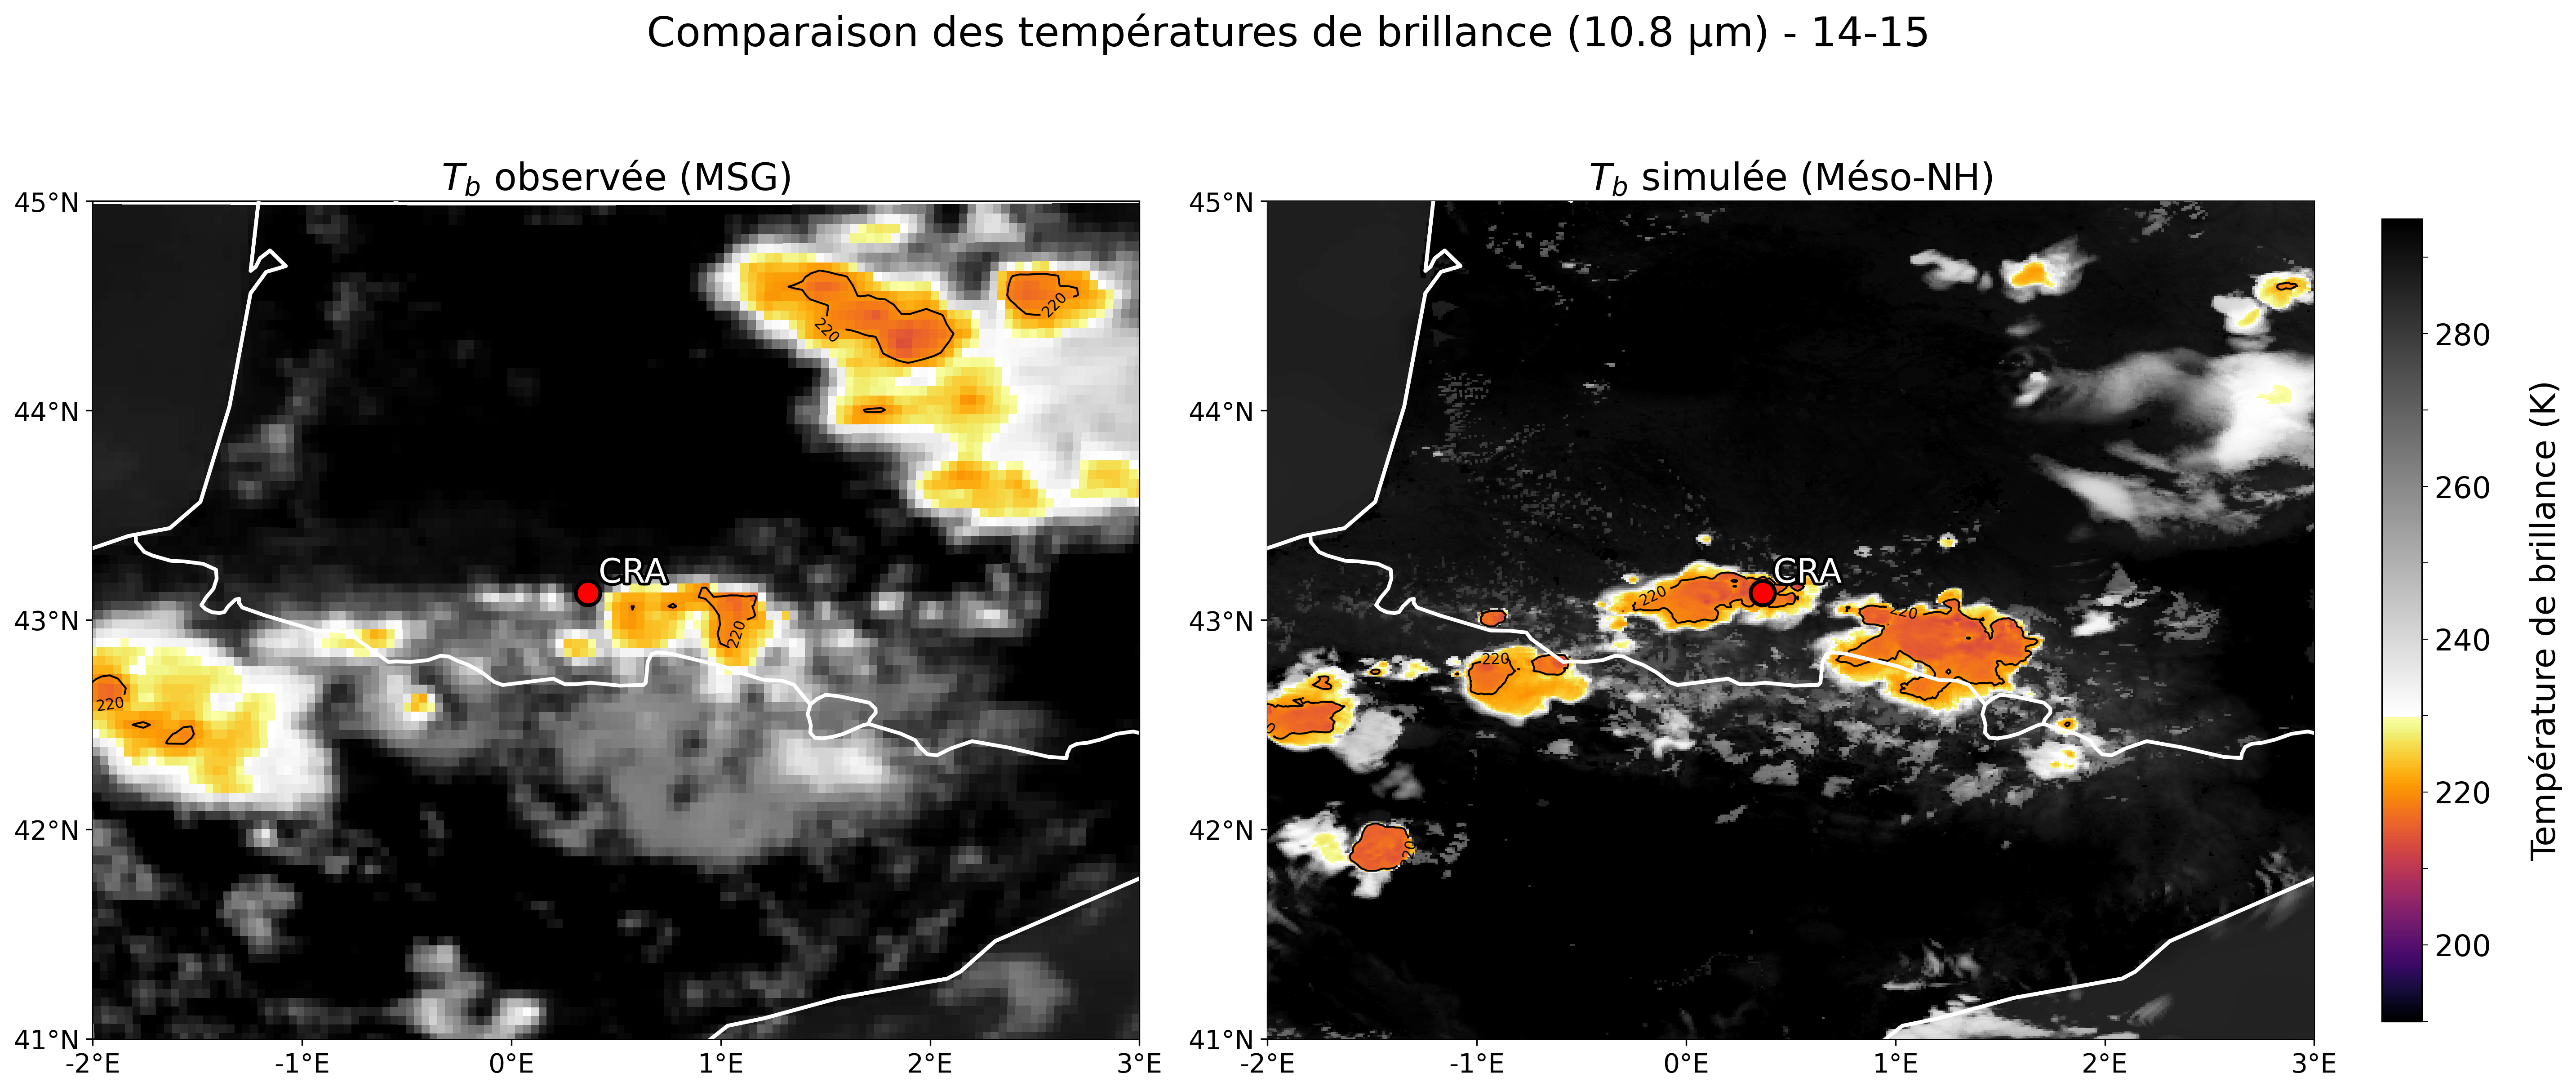 Comparaison des températures de brillance (10.8 µm) - 14-15
T_b observée (MSG)
45°N
44°N
43°N
42°N
41°N
-2°E -1°E 0°E 1°E 2°E 3°E
CRA
220
220
220
220
T_b simulée (Méso-NH)
45°N
44°N
43°N
42°N
41°N
-2°E -1°E 0°E 1°E 2°E 3°E
CRA
220
220
220
280
260
240
220
200
Température de brillance (K)